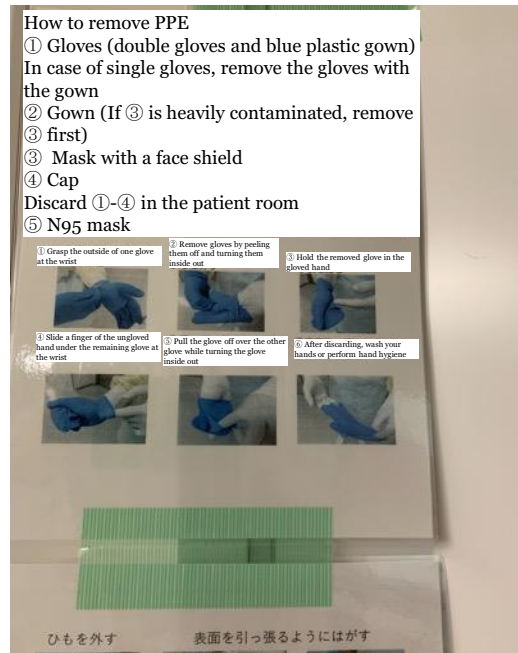 How to remove PPE
① Gloves (double gloves and blue plastic gown)
In case of single gloves, remove the gloves with
the gown
② Gown (If ③ is heavily contaminated, remove
③ first)
③ Mask with a face shield
④ Cap
Discard ①-④ in the patient room
⑤ N95 mask
① Grasp the outside of one glove
at the wrist
② Remove gloves by peeling
them off and turning them
inside out
③ Hold the removed glove in the
gloved hand
④ Slide a finger of the ungloved
hand under the remaining glove at
the wrist
⑤ Pull the glove off over the other
glove while turning the glove
inside out
⑥ After discarding, wash your
hands or perform hand hygiene
ひもを外す
表面を引っ張るようにはがす